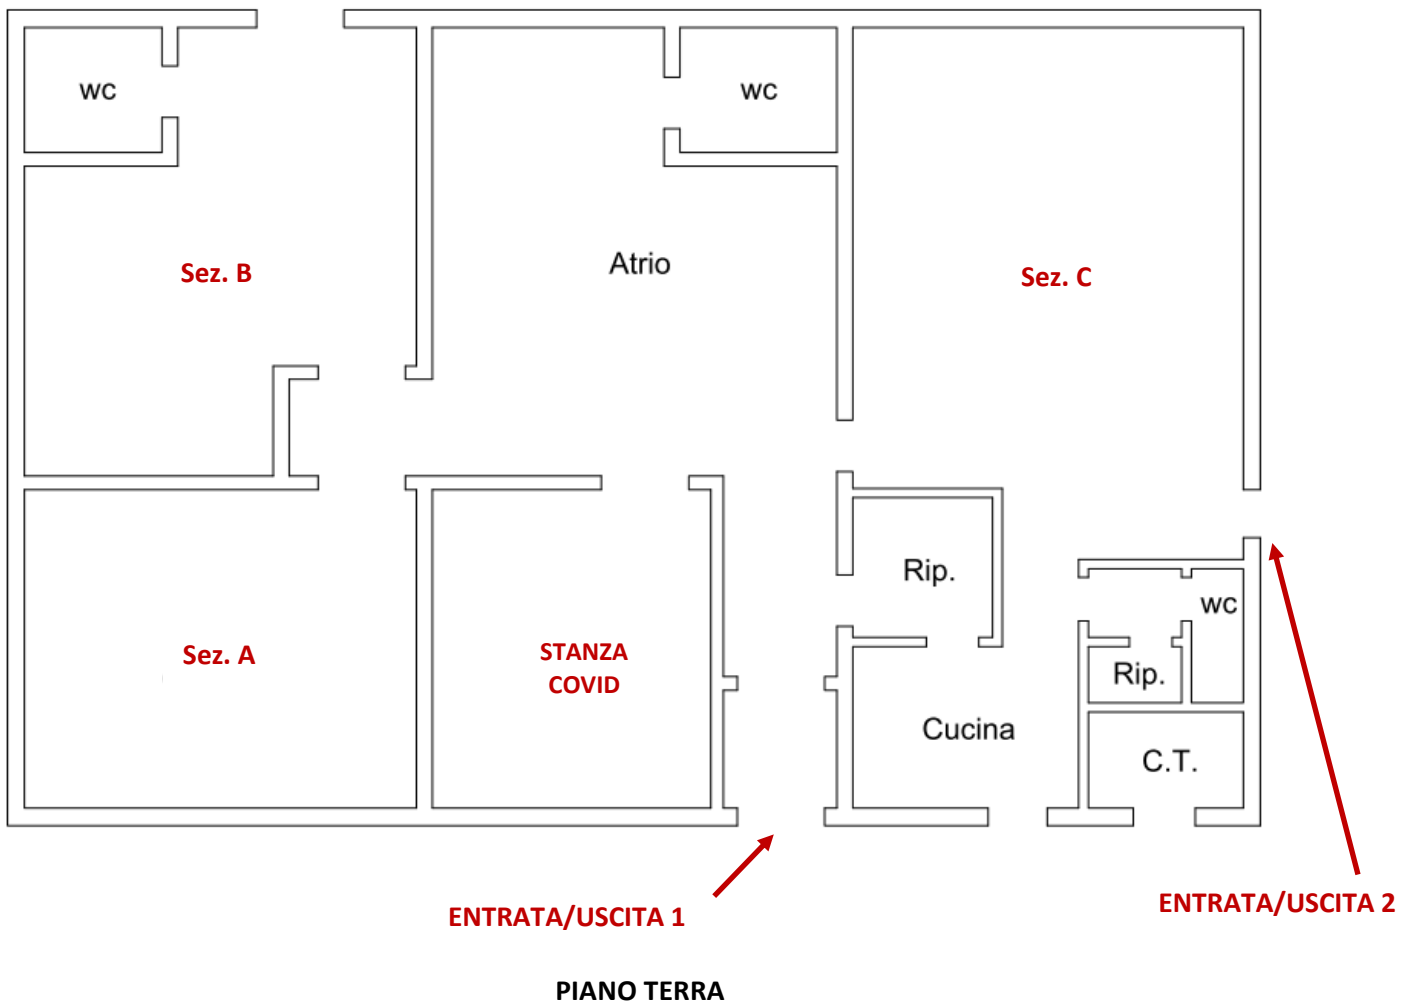 wc
wc
Atrio
Sez. B
Sez. C
Rip.
wc
Sez. A
STANZA
COVID
Rip.
Cucina
C.T.
ENTRATA/USCITA 1
ENTRATA/USCITA 2
PIANO TERRA